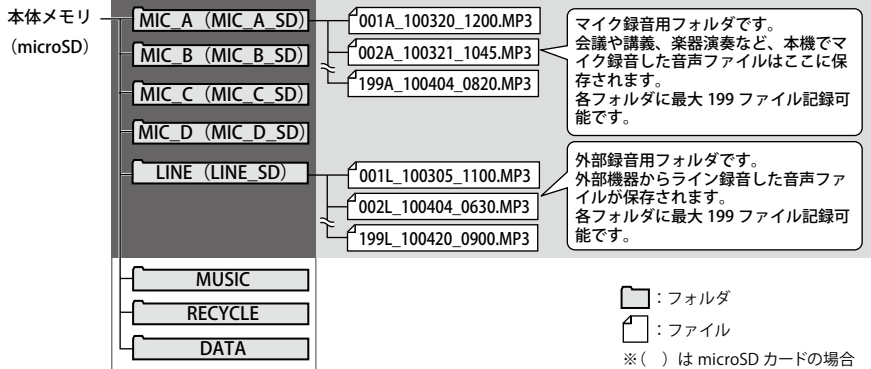 本体メモリ
(microSD)
MIC_A (MIC_A_SD)
MIC_B (MIC_B_SD)
MIC_C (MIC_C_SD)
MIC_D (MIC_D_SD)
LINE (LINE_SD)
MUSIC
RECYCLE
DATA
001A_100320_1200.MP3
002A_100321_1045.MP3
199A_100404_0820.MP3
マイク録音用フォルダです。
会議や講義、楽器演奏など、本機でマ
イク録音した音声ファイルはここに保
存されます。
各フォルダに最大 199 ファイル記録可
能です。
001L_100305_1100.MP3
002L_100404_0630.MP3
199L_100420_0900.MP3
外部録音用フォルダです。
外部機器からライン録音した音声ファ
イルが保存されます。
各フォルダに最大 199 ファイル記録可
能です。
:フォルダ
:ファイル
※( )は microSD カードの場合